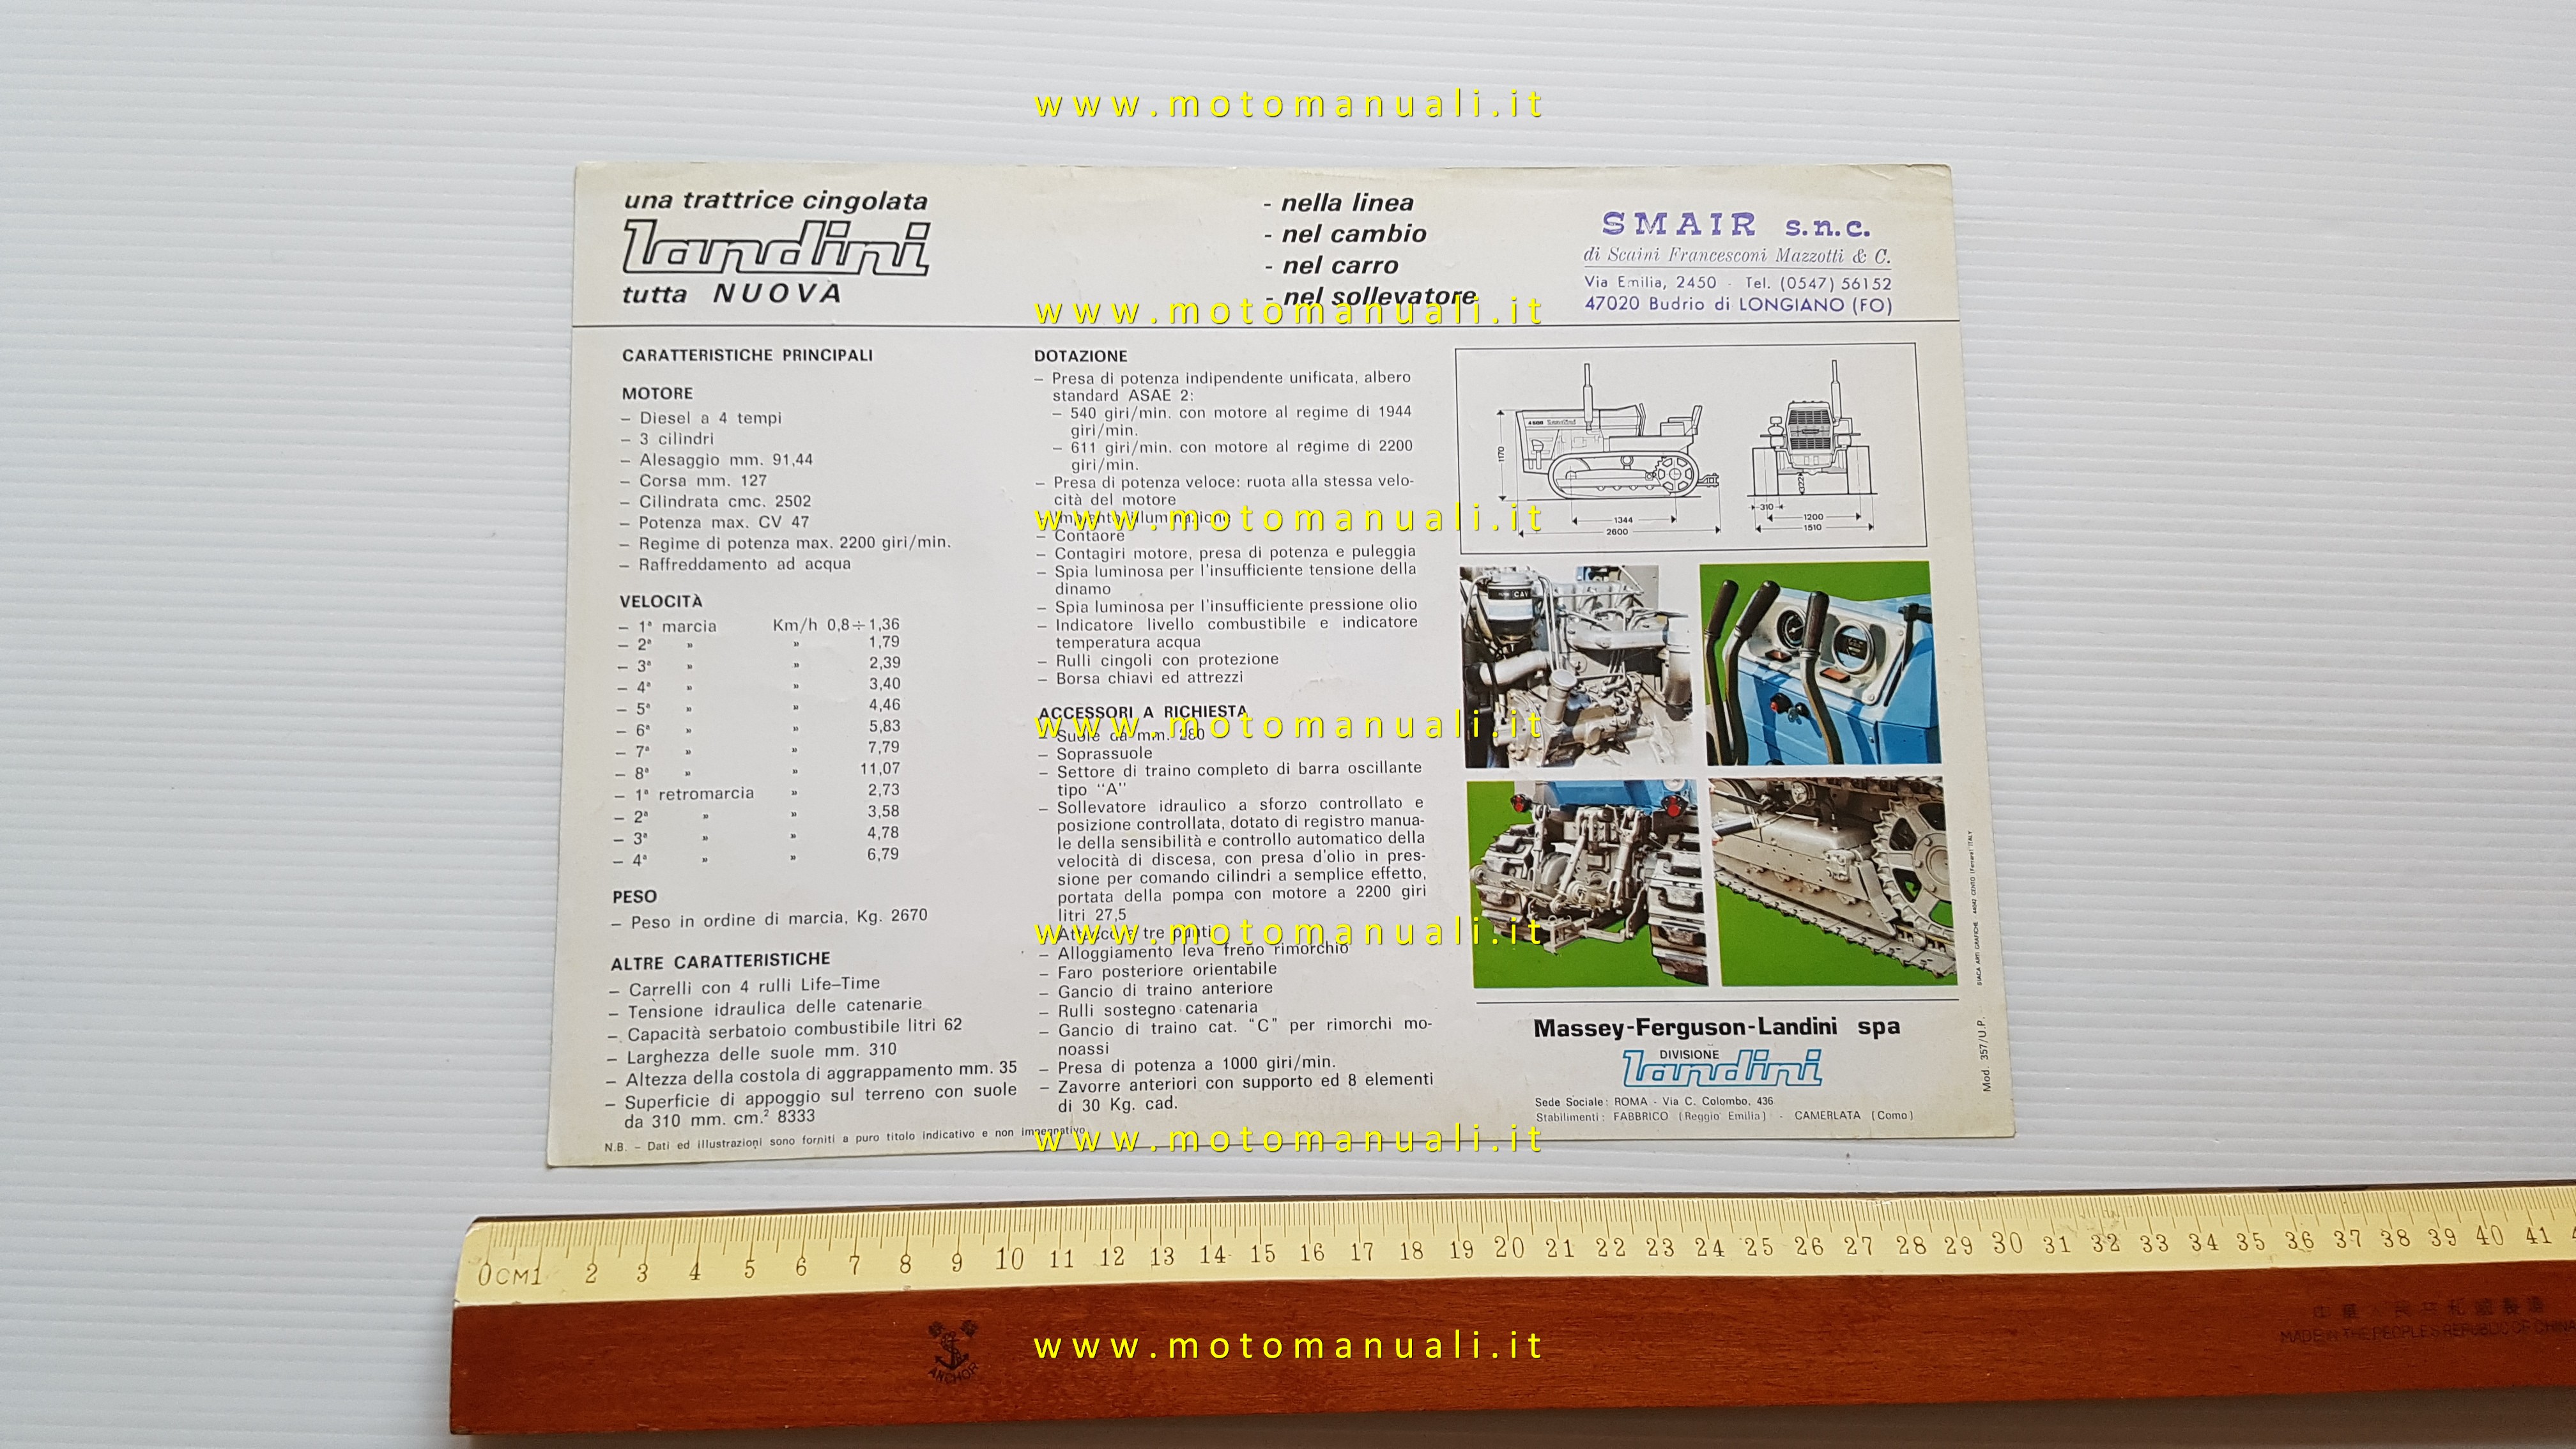 www.motomanuali.it
una trattrice cingolata
landini
tutta NUOVA
- nella linea
- nel cambio
- nel carro
- nel sollevatore
SMAIR s.n.c.
di Scaini Francesconi Mazzotti & C.
Via Emilia, 2450 - Tel. (0547) 56152
47020 Budrio di LONGIANO (FO)
www.motomanuali.it
CARATTERISTICHE PRINCIPALI
MOTORE
– Diesel a 4 tempi
– 3 cilindri
– Alesaggio mm. 91,44
– Corsa mm. 127
– Cilindrata cmc. 2502
– Potenza max. CV 47
– Regime di potenza max. 2200 giri/min.
– Raffreddamento ad acqua
VELOCITÀ
– 1ª marcia Km/h 0,8÷1,36
– 2ª » » 1,79
– 3ª » » 2,39
– 4ª » » 3,40
– 5ª » » 4,46
– 6ª » » 5,83
– 7ª » » 7,79
– 8ª » » 11,07
– 1ª retromarcia » 2,73
– 2ª » » 3,58
– 3ª » » 4,78
– 4ª » » 6,79
PESO
– Peso in ordine di marcia, Kg. 2670
ALTRE CARATTERISTICHE
– Carrelli con 4 rulli Life–Time
– Tensione idraulica delle catenarie
– Capacità serbatoio combustibile litri 62
– Larghezza delle suole mm. 310
– Altezza della costola di aggrappamento mm. 35
– Superficie di appoggio sul terreno con suole
da 310 mm. cm.² 8333
N.B. – Dati ed illustrazioni sono forniti a puro titolo indicativo e non impegnativo
DOTAZIONE
– Presa di potenza indipendente unificata, albero
standard ASAE 2:
– 540 giri/min. con motore al regime di 1944
giri/min.
– 611 giri/min. con motore al regime di 2200
giri/min.
– Presa di potenza veloce: ruota alla stessa velo-
cità del motore
– Impianto illuminazione
www.motomanuali.it
– Contaore
– Contagiri motore, presa di potenza e puleggia
– Spia luminosa per l'insufficiente tensione della
dinamo
– Spia luminosa per l'insufficiente pressione olio
– Indicatore livello combustibile e indicatore
temperatura acqua
– Rulli cingoli con protezione
– Borsa chiavi ed attrezzi
ACCESSORI A RICHIESTA
www.motomanuali.it
– Suole da mm. 280
– Soprassuole
– Settore di traino completo di barra oscillante
tipo “A”
– Sollevatore idraulico a sforzo controllato e
posizione controllata, dotato di registro manua-
le della sensibilità e controllo automatico della
velocità di discesa, con presa d'olio in pres-
sione per comando cilindri a semplice effetto,
portata della pompa con motore a 2200 giri
litri 27,5
– Attacco a tre punti
www.motomanuali.it
– Alloggiamento leva freno rimorchio
– Faro posteriore orientabile
– Gancio di traino anteriore
– Rulli sostegno catenaria
– Gancio di traino cat. “C” per rimorchi mo-
noassi
– Presa di potenza a 1000 giri/min.
– Zavorre anteriori con supporto ed 8 elementi
di 30 Kg. cad.
www.motomanuali.it
1170
1344
2600
310
1200
1510
CAV
Massey-Ferguson-Landini spa
DIVISIONE
landini
Sede Sociale: ROMA - Via C. Colombo, 436
Stabilimenti: FABBRICO (Reggio Emilia) - CAMERLATA (Como)
Mod. 357/U.P.
0CM1 2 3 4 5 6 7 8 9 10 11 12 13 14 15 16 17 18 19 20 21 22 23 24 25 26 27 28 29 30 31 32 33 34 35 36 37 38 39 40 41
ANCHOR
www.motomanuali.it
MADE IN THE PEOPLE'S REPUBLIC OF CHINA